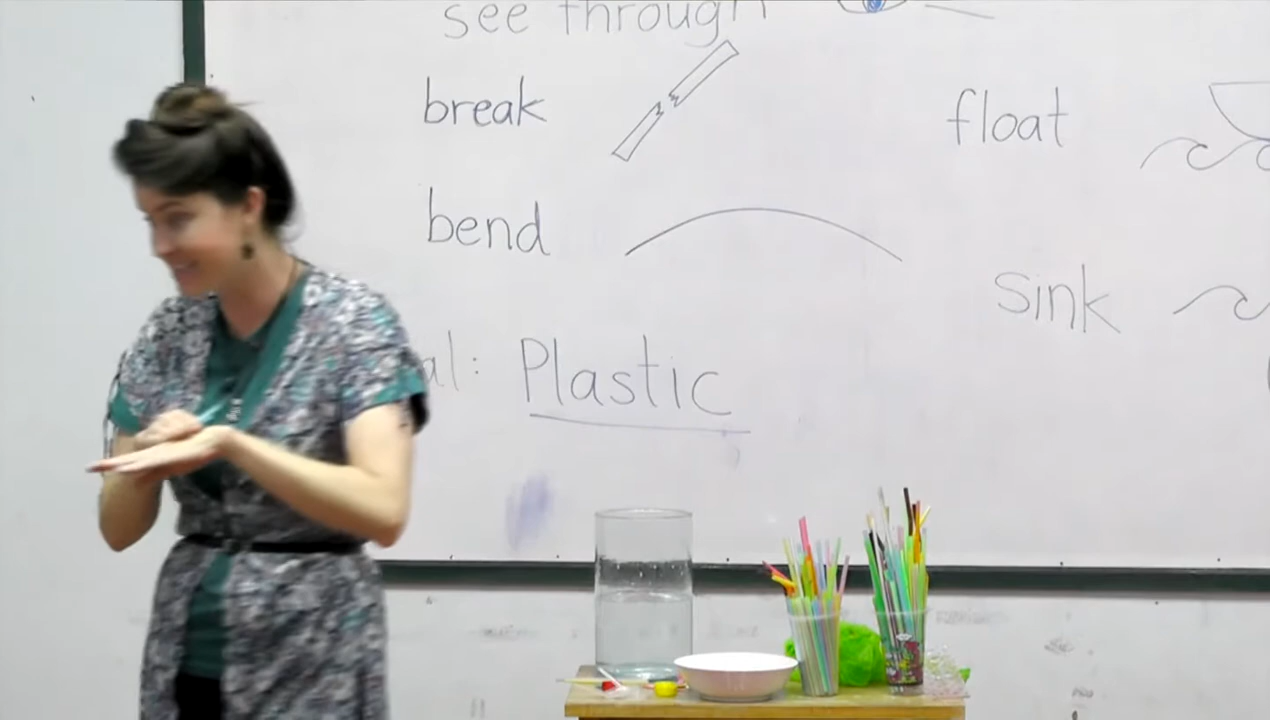 see through
break
float
bend
sink
al: Plastic